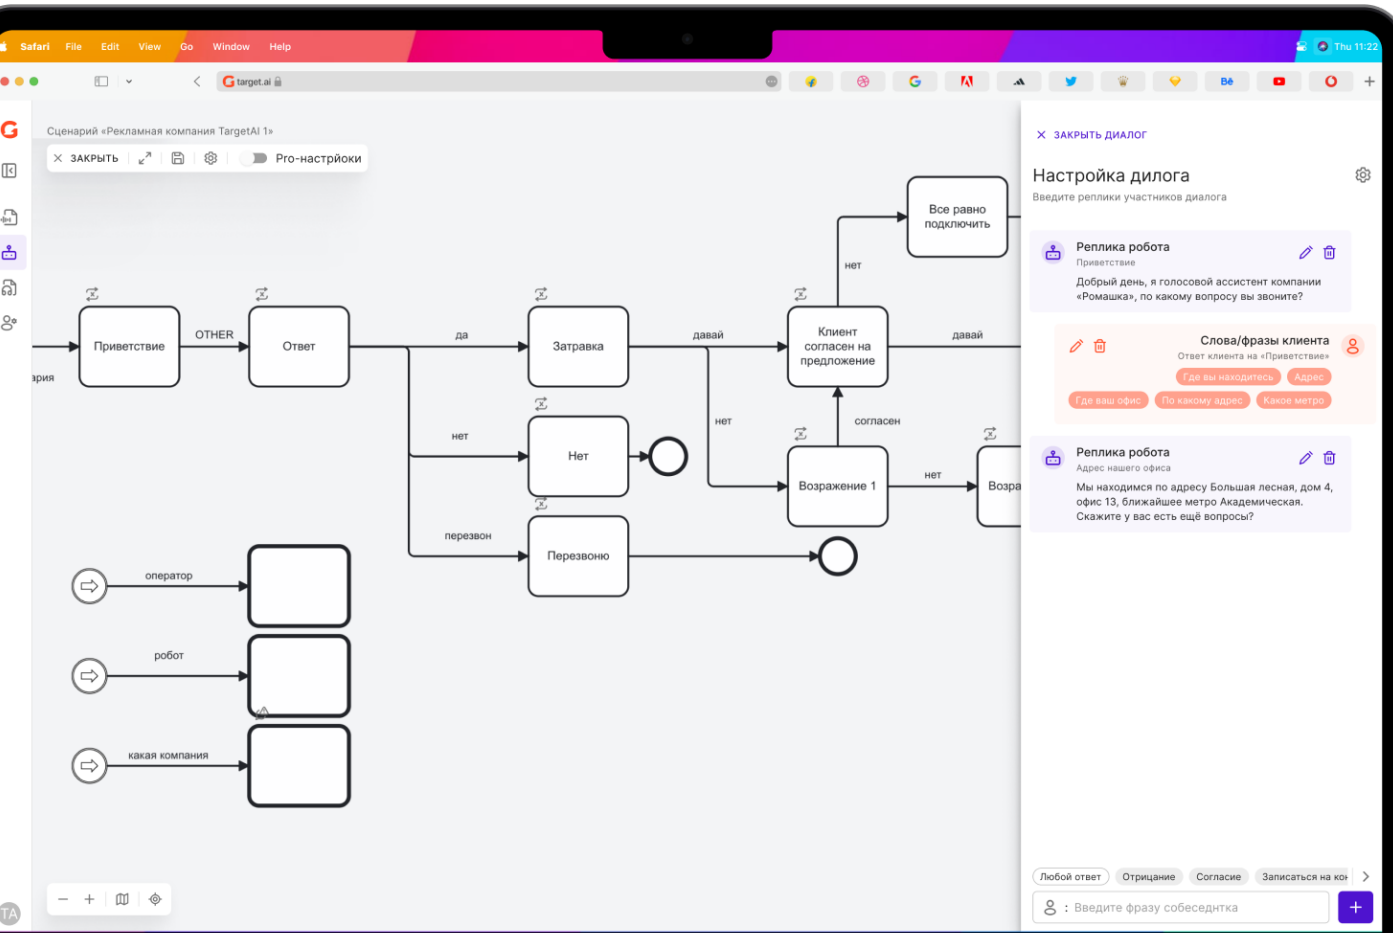 Safari File Edit View Go Window Help
Thu 11:22
target.ai
Bē
Сценарий «Рекламная компания TargetAI 1»
ЗАКРЫТЬ
Pro-настрйоки
ЗАКРЫТЬ ДИАЛОГ
Настройка дилога
Введите реплики участников диалога
Реплика робота
Приветствие
Добрый день, я голосовой ассистент компании
«Ромашка», по какому вопросу вы звоните?
Слова/фразы клиента
Ответ клиента на «Приветствие»
Где вы находитесь Адрес
Где ваш офис По какому адрес Какое метро
Реплика робота
Адрес нашего офиса
Мы находимся по адресу Большая лесная, дом 4,
офис 13, ближайшее метро Академическая.
Скажите у вас есть ещё вопросы?
Любой ответ Отрицание Согласие Записаться на кон
: Введите фразу собеседнтка
Все равно
подключить
нет
Приветствие
OTHER
Ответ
да
Затравка
давай
Клиент
согласен на
предложение
давай
ария
нет
Нет
нет
согласен
Возражение 1
нет
Возра
перезвон
Перезвоню
оператор
робот
какая компания
TA